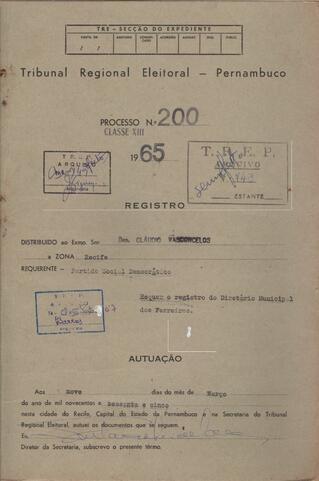 TRE - SECÇÃO DO EXPEDIENTE
Tribunal Regional Eleitoral — Pernambuco
PROCESSO N.º 200
CLASSE XIII
1965
T. R. E.
ARQUIVO
T. R. E. P.
ARQUIVO
ESTANTE
REGISTRO
DISTRIBUIDO ao Exmo. Snr. Des. CLÁUDIO VASCONCELOS
a ZONA Recife
REQUERENTE - Partido Social Democrático
Requer o registro do Diretório Municipal
dos Ferreiros.
AUTUAÇÃO
Aos Nove dias do mês de Março
do ano de mil novecentos e sessenta e cinco
nesta cidade do Recife, Capital do Estado de Pernambuco e na Secretaria do Tribunal
Regional Eleitoral, autuei os documentos que se seguem.
Eu
Diretor da Secretaria, subscrevo o presente têrmo.